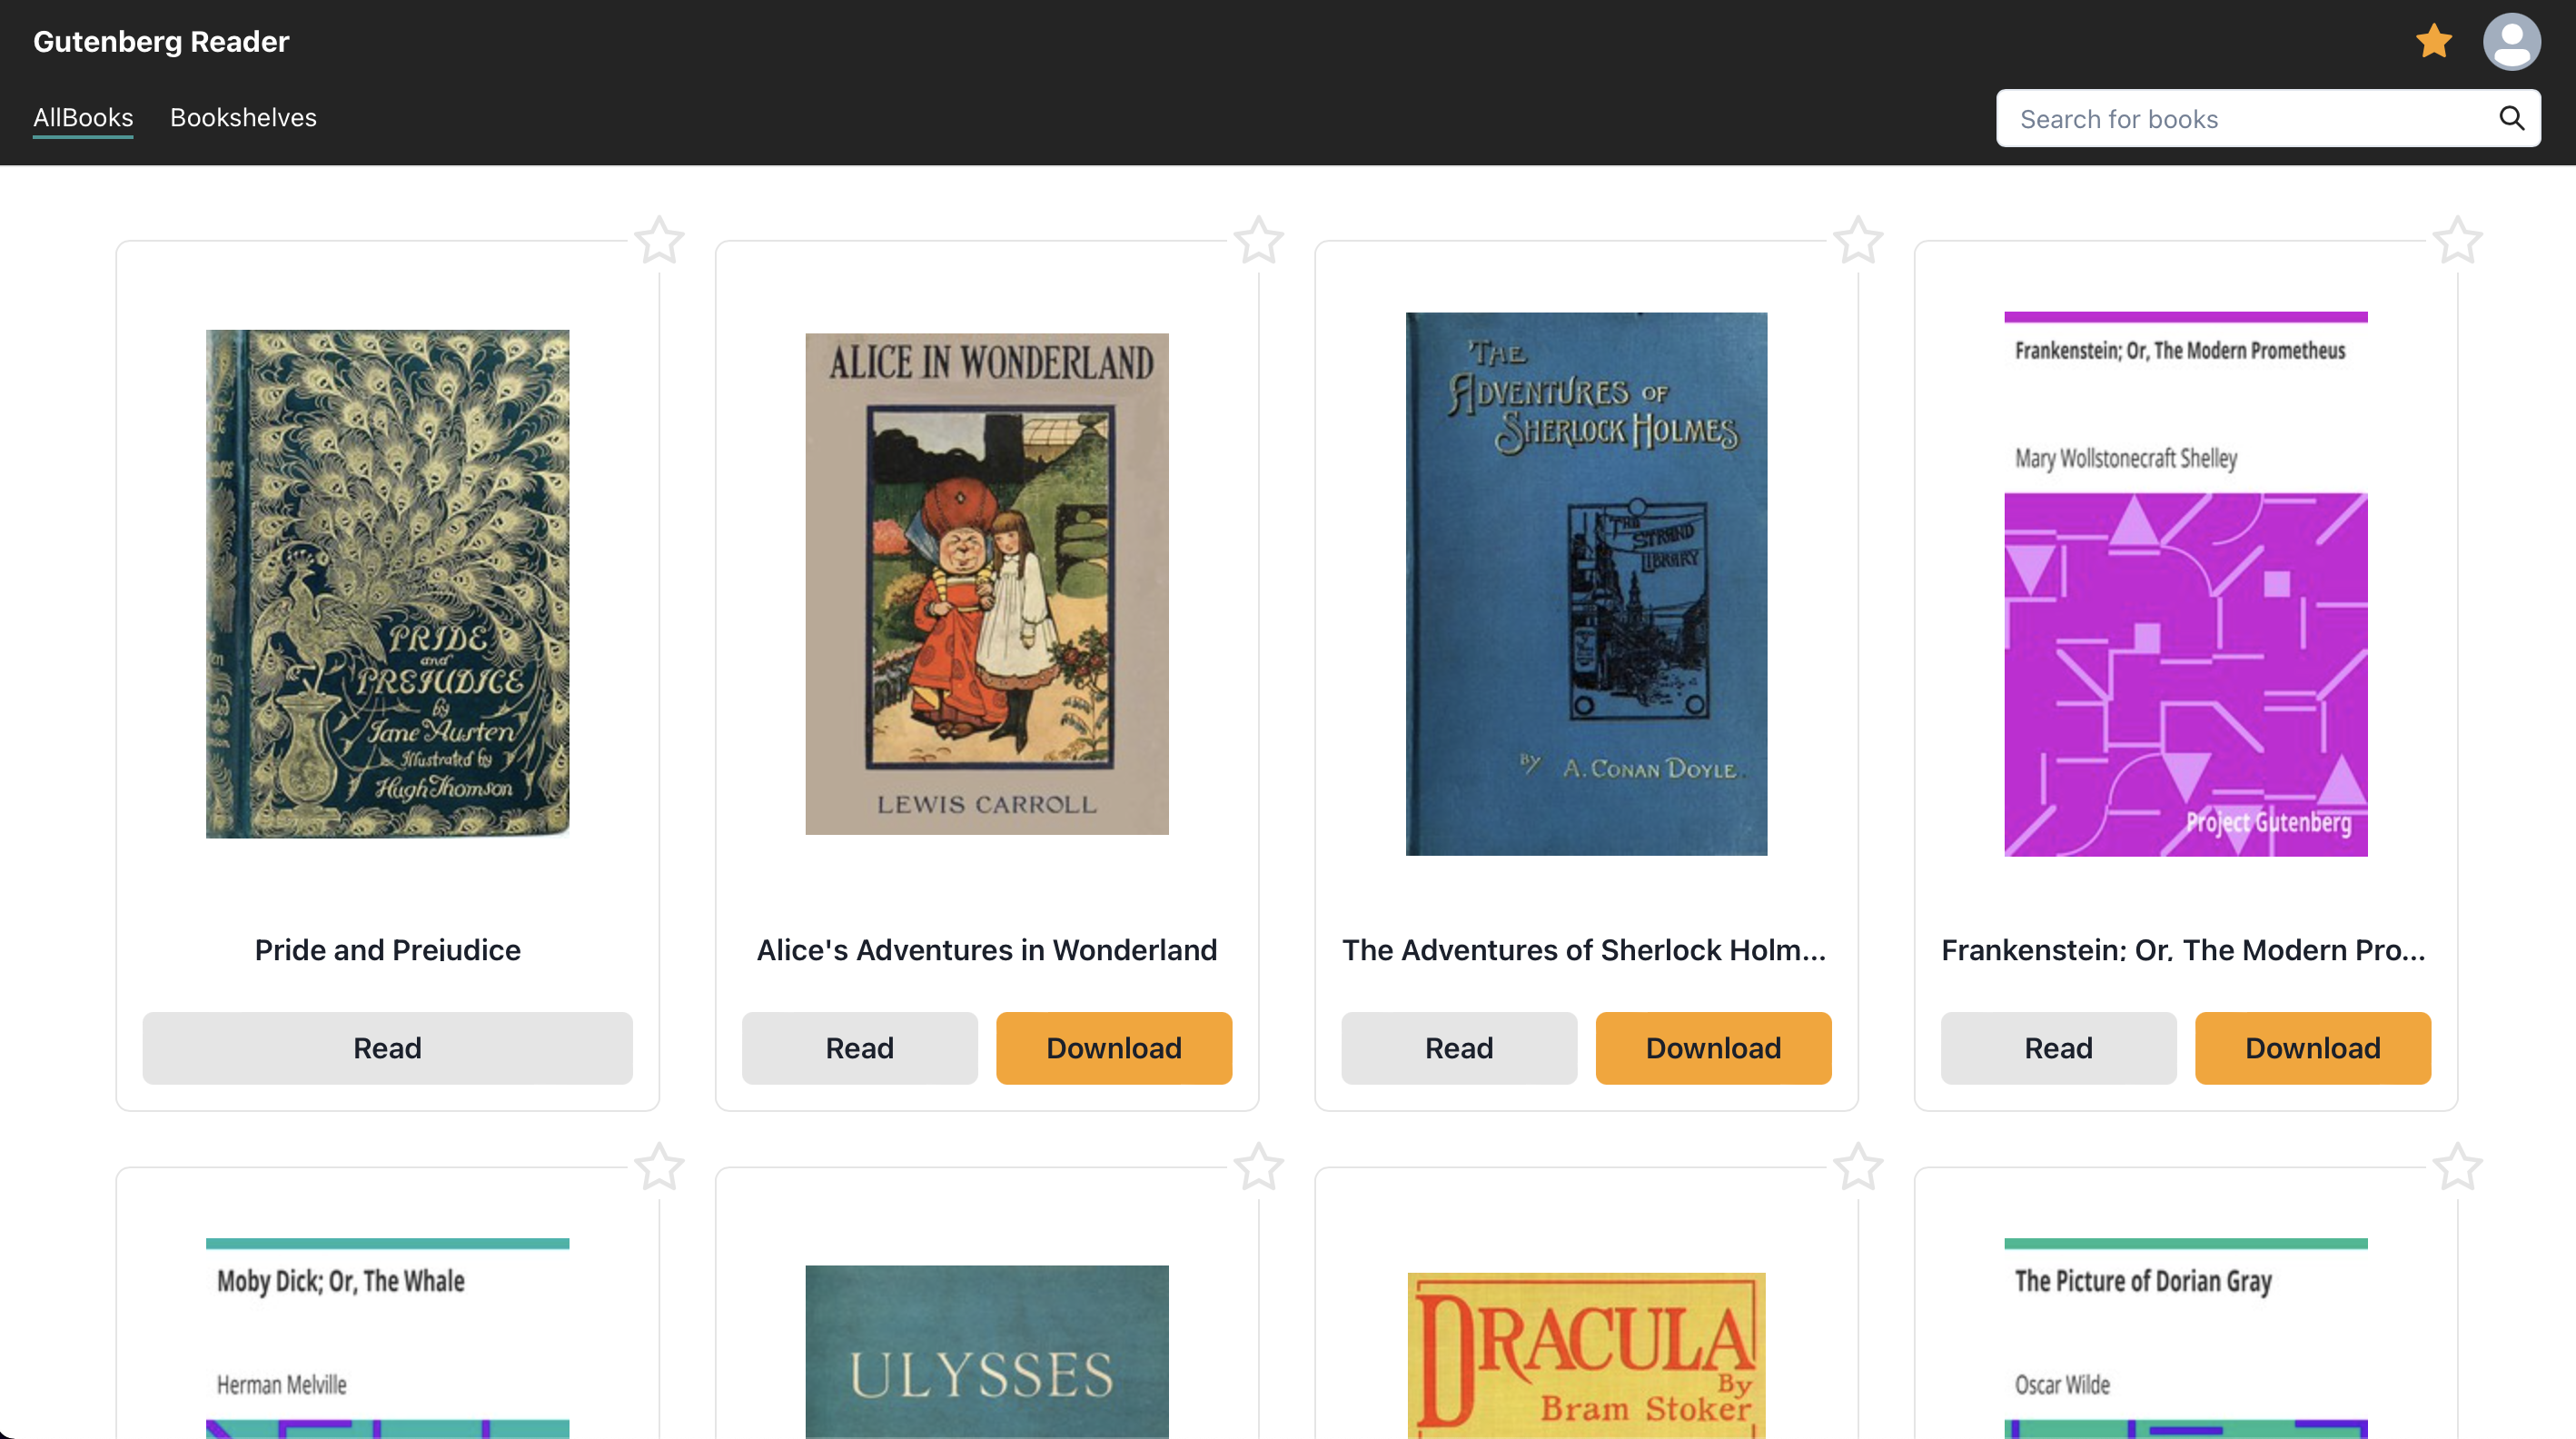 Gutenberg Reader
AllBooks Bookshelves
Search for books
PRIDE
and
PREJUDICE
by
Jane Austen
Illustrated by
Hugh Thomson
Pride and Prejudice
Read
ALICE IN WONDERLAND
LEWIS CARROLL
Alice's Adventures in Wonderland
Read Download
THE
ADVENTURES OF
SHERLOCK HOLMES
THE
STRAND
LIBRARY
BY A. CONAN DOYLE.
The Adventures of Sherlock Holm...
Read Download
Frankenstein; Or, The Modern Prometheus
Mary Wollstonecraft Shelley
Project Gutenberg
Frankenstein; Or, The Modern Pro...
Read Download
Moby Dick; Or, The Whale
Herman Melville
ULYSSES
DRACULA
By
Bram Stoker
The Picture of Dorian Gray
Oscar Wilde